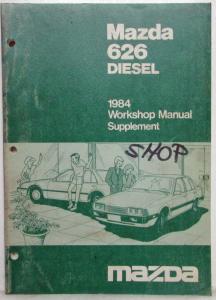 Mazda
626
DIESEL
1984
Workshop Manual
Supplement
SHOP
mazda